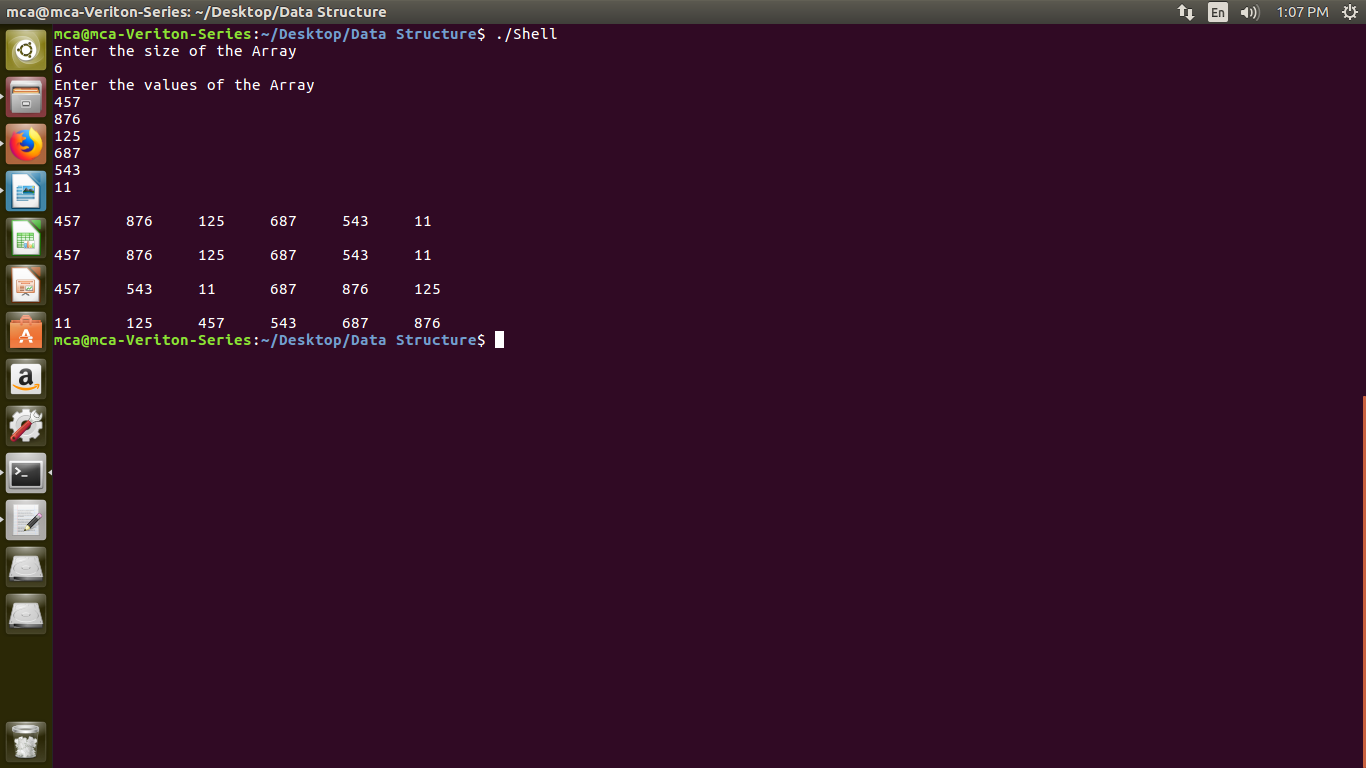 mca@mca-Veriton-Series: ~/Desktop/Data Structure
En
1:07 PM
mca@mca-Veriton-Series:~/Desktop/Data Structure$ ./Shell
Enter the size of the Array
6
Enter the values of the Array
457
876
125
687
543
11
457 876 125 687 543 11
457 876 125 687 543 11
457 543 11 687 876 125
11 125 457 543 687 876
mca@mca-Veriton-Series:~/Desktop/Data Structure$